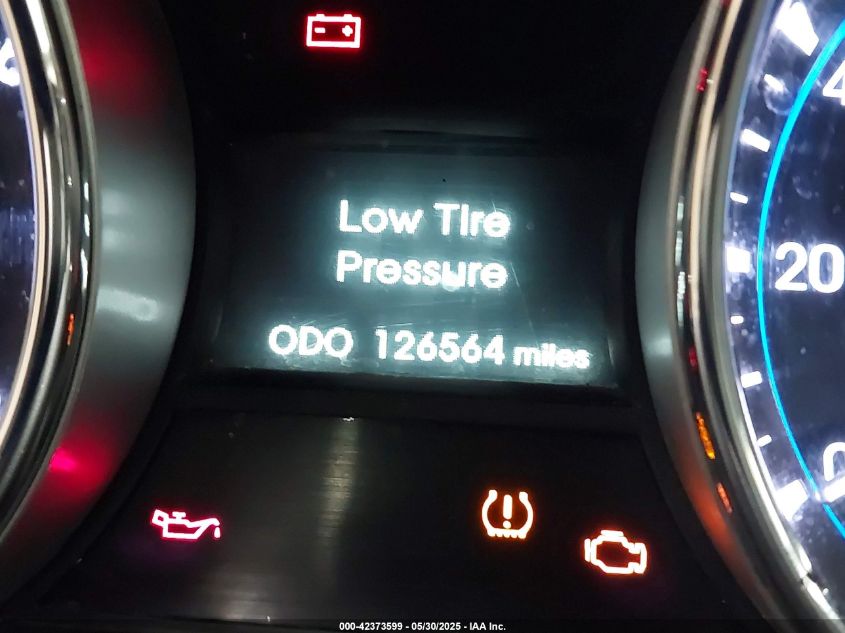 Low Tire
Pressure
ODO 126564 miles
20
000-42373599 - 05/30/2025 - IAA Inc.